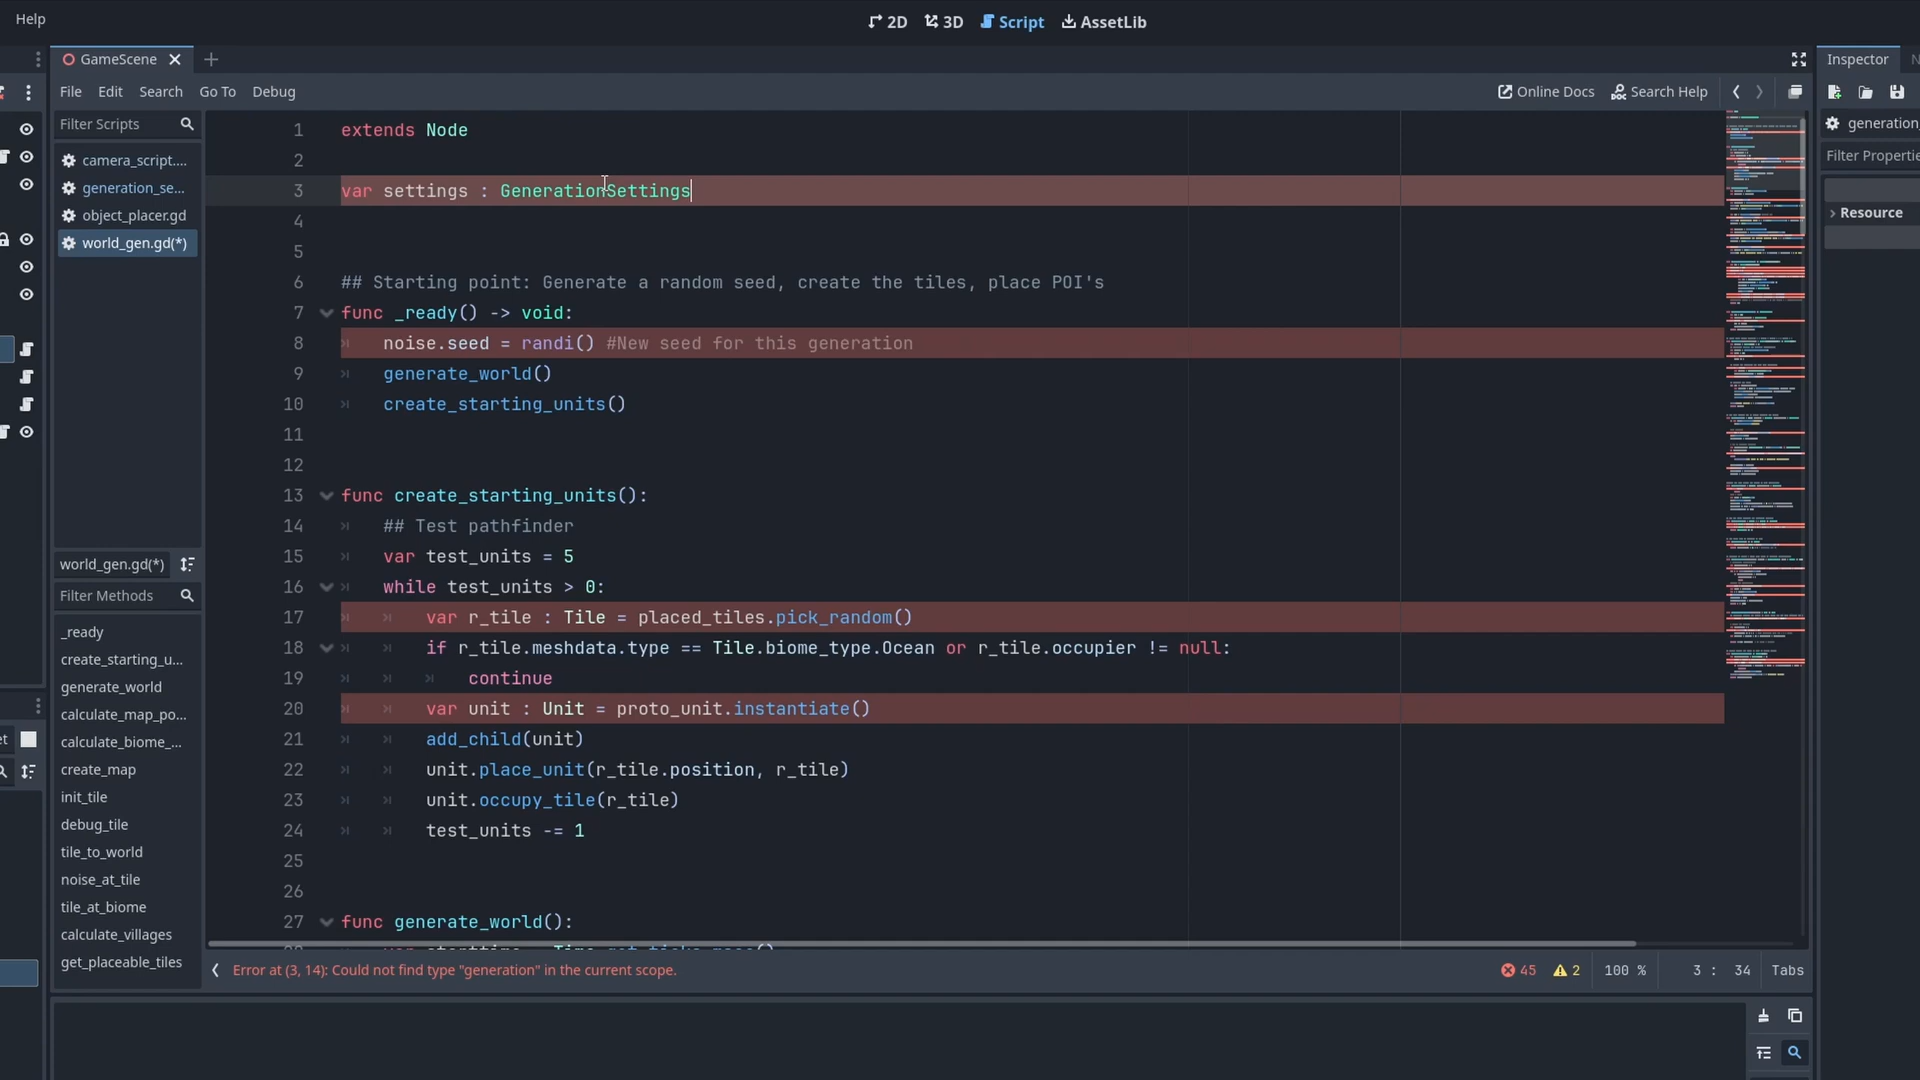 Help
2D 3D Script AssetLib
GameScene
Inspector
File Edit Search Go To Debug
Online Docs Search Help
Filter Scripts
camera_script....
generation_se...
object_placer.gd
world_gen.gd(*)
world_gen.gd(*)
Filter Methods
_ready
create_starting_u...
generate_world
calculate_map_po...
calculate_biome_...
create_map
init_tile
debug_tile
tile_to_world
noise_at_tile
tile_at_biome
calculate_villages
get_placeable_tiles
1 extends Node
2
3 var settings : GenerationSettings
4
5
6 ## Starting point: Generate a random seed, create the tiles, place POI's
7 func _ready() -> void:
8 noise.seed = randi() #New seed for this generation
9 generate_world()
10 create_starting_units()
11
12
13 func create_starting_units():
14 ## Test pathfinder
15 var test_units = 5
16 while test_units > 0:
17 var r_tile : Tile = placed_tiles.pick_random()
18 if r_tile.meshdata.type == Tile.biome_type.Ocean or r_tile.occupier != null:
19 continue
20 var unit : Unit = proto_unit.instantiate()
21 add_child(unit)
22 unit.place_unit(r_tile.position, r_tile)
23 unit.occupy_tile(r_tile)
24 test_units -= 1
25
26
27 func generate_world():
Error at (3, 14): Could not find type "generation" in the current scope.
45 2 100 % 3 : 34 Tabs
generation_
Filter Propertie
Resource